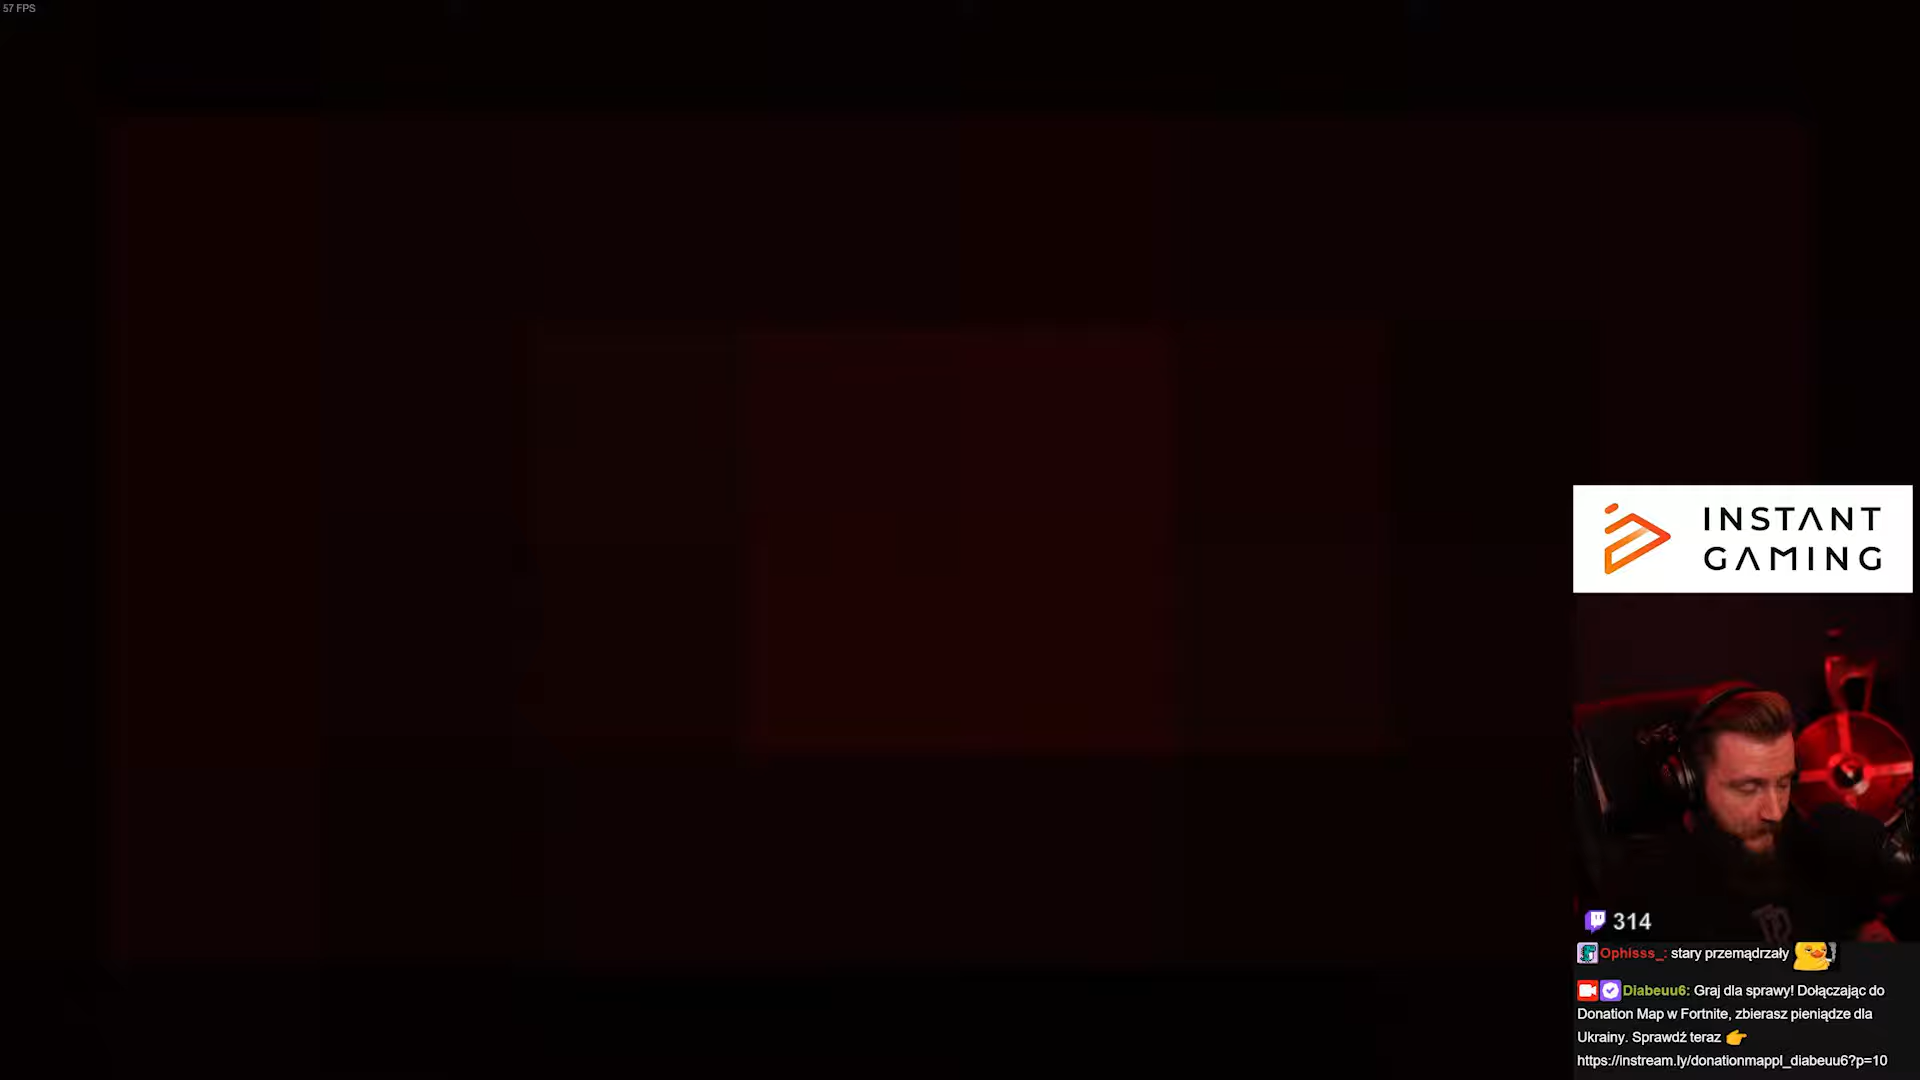 57 FPS
INSTANT
GAMING
314
Ophisss_: stary przemądrzały
Diabeuu6: Graj dla sprawy! Dołączając do
Donation Map w Fortnite, zbierasz pieniądze dla
Ukrainy. Sprawdź teraz 👉
https://instream.ly/donationmappl_diabeuu6?p=10